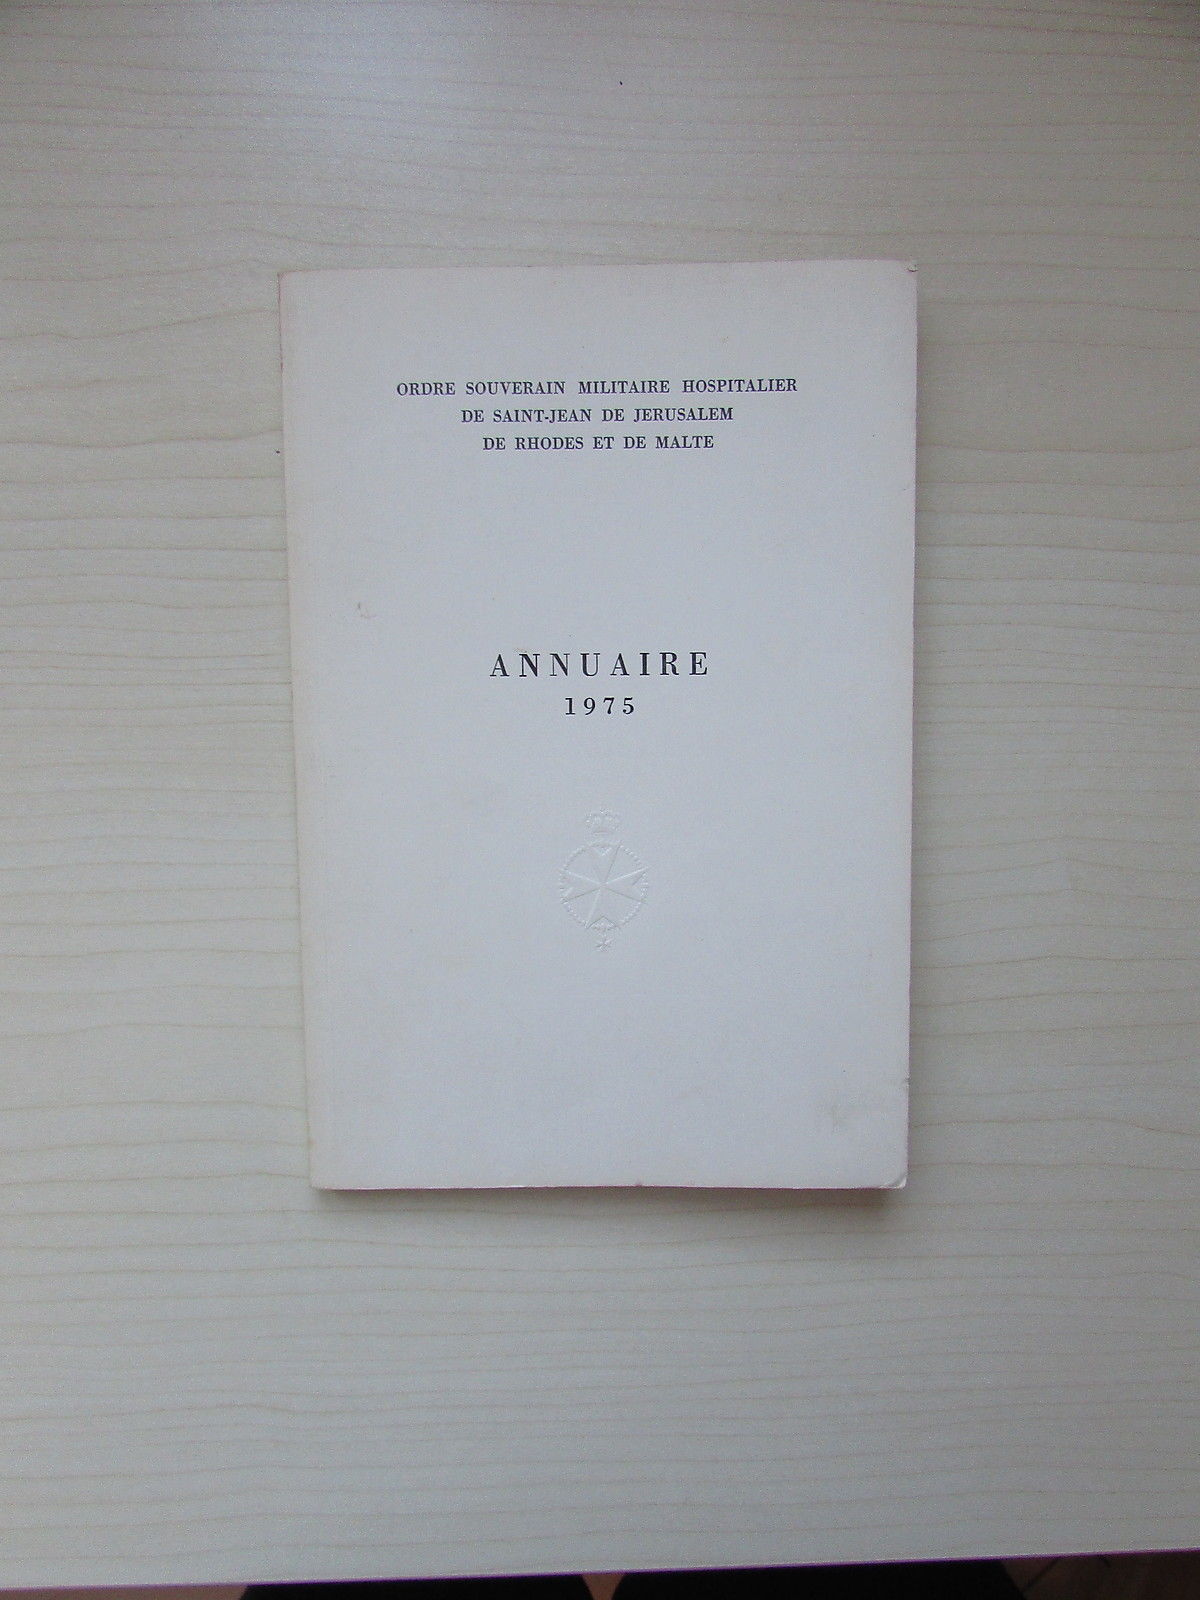 ORDRE SOUVERAIN MILITAIRE HOSPITALIER
DE SAINT-JEAN DE JERUSALEM
DE RHODES ET DE MALTE
ANNUAIRE
1975